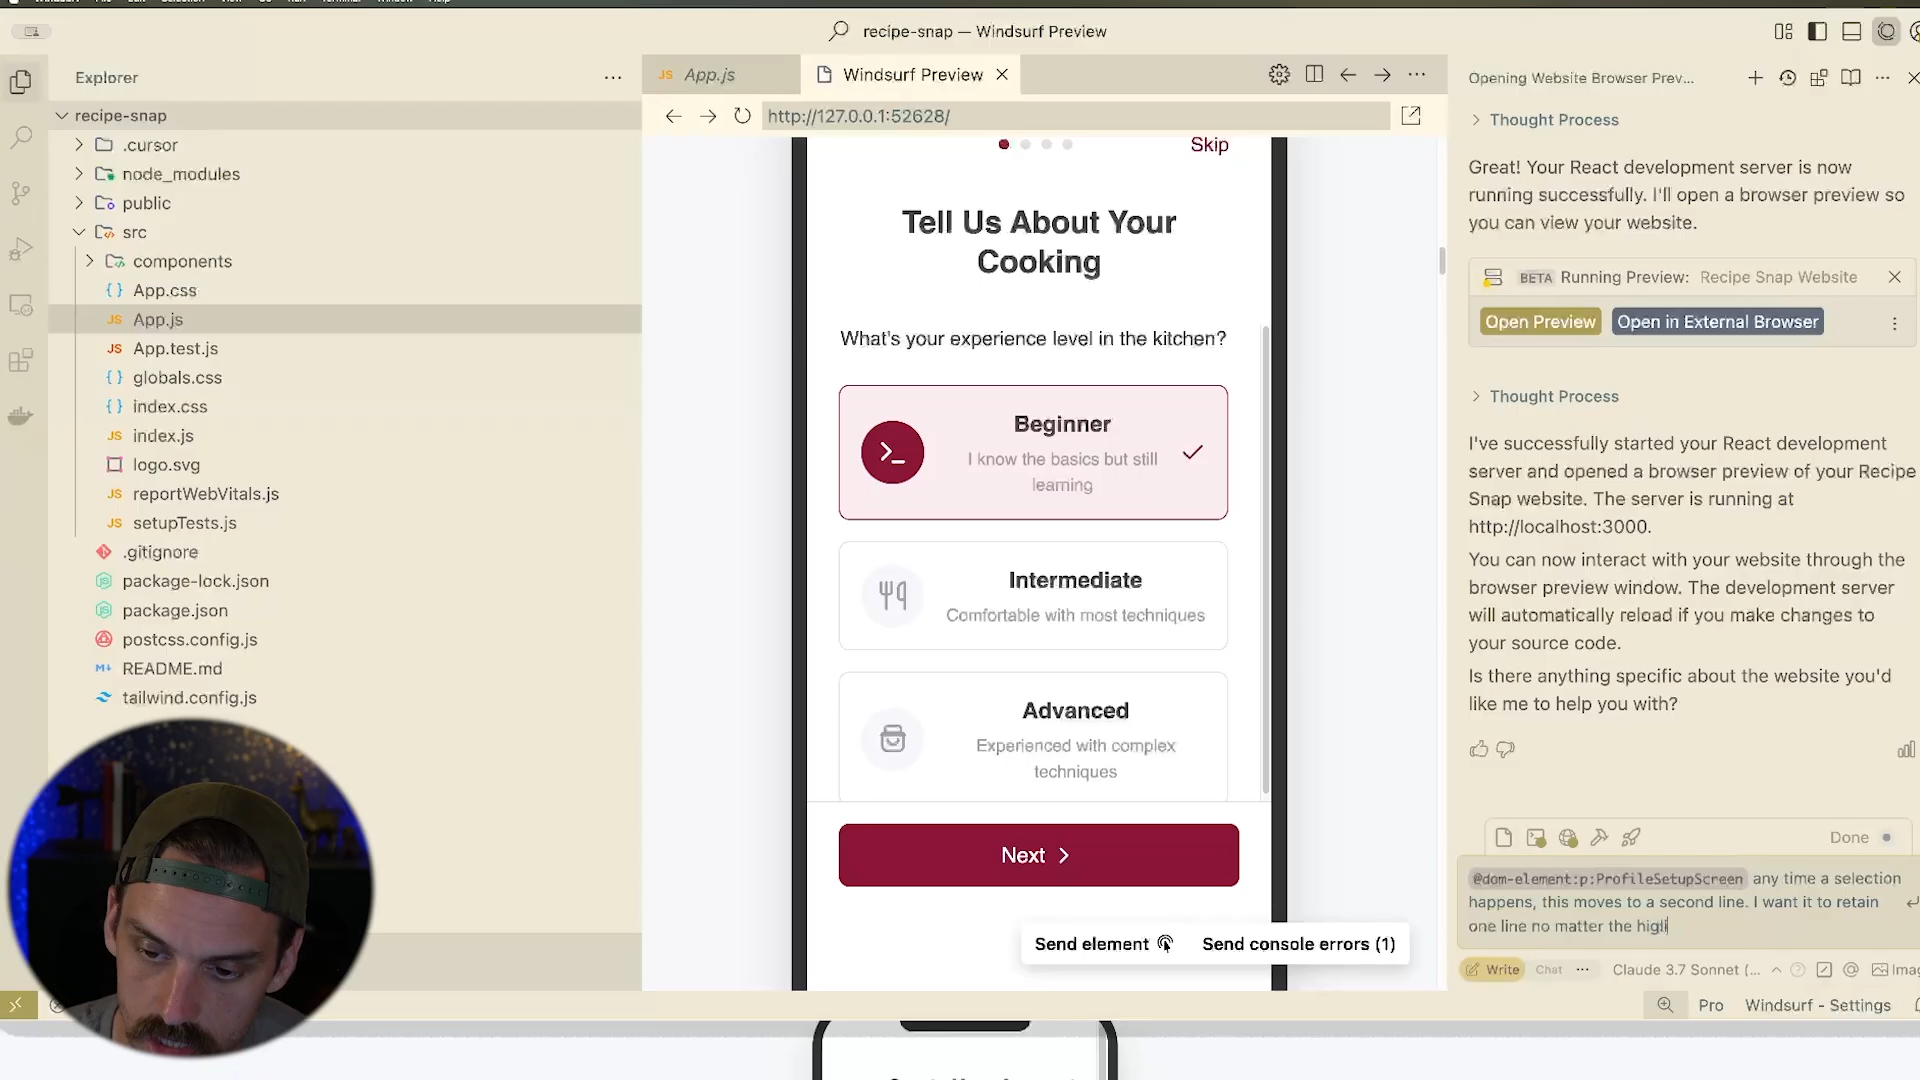 recipe-snap — Windsurf Preview
Explorer
recipe-snap
.cursor
node_modules
public
src
components
App.css
App.js
App.test.js
globals.css
index.css
index.js
logo.svg
reportWebVitals.js
setupTests.js
.gitignore
package-lock.json
package.json
postcss.config.js
README.md
tailwind.config.js
App.js
Windsurf Preview
http://127.0.0.1:52628/
Skip
Tell Us About Your
Cooking
What's your experience level in the kitchen?
Beginner
I know the basics but still
learning
Intermediate
Comfortable with most techniques
Advanced
Experienced with complex
techniques
Next
Send element
Send console errors (1)
Opening Website Browser Prev...
Thought Process
Great! Your React development server is now
running successfully. I'll open a browser preview so
you can view your website.
BETA Running Preview: Recipe Snap Website
Open Preview
Open in External Browser
Thought Process
I've successfully started your React development
server and opened a browser preview of your Recipe
Snap website. The server is running at
http://localhost:3000.
You can now interact with your website through the
browser preview window. The development server
will automatically reload if you make changes to
your source code.
Is there anything specific about the website you'd
like me to help you with?
Done
@dom-element:p:ProfileSetupScreen any time a selection
happens, this moves to a second line. I want it to retain
one line no matter the higli
Write
Chat
Claude 3.7 Sonnet (...
Imag
Pro
Windsurf - Settings